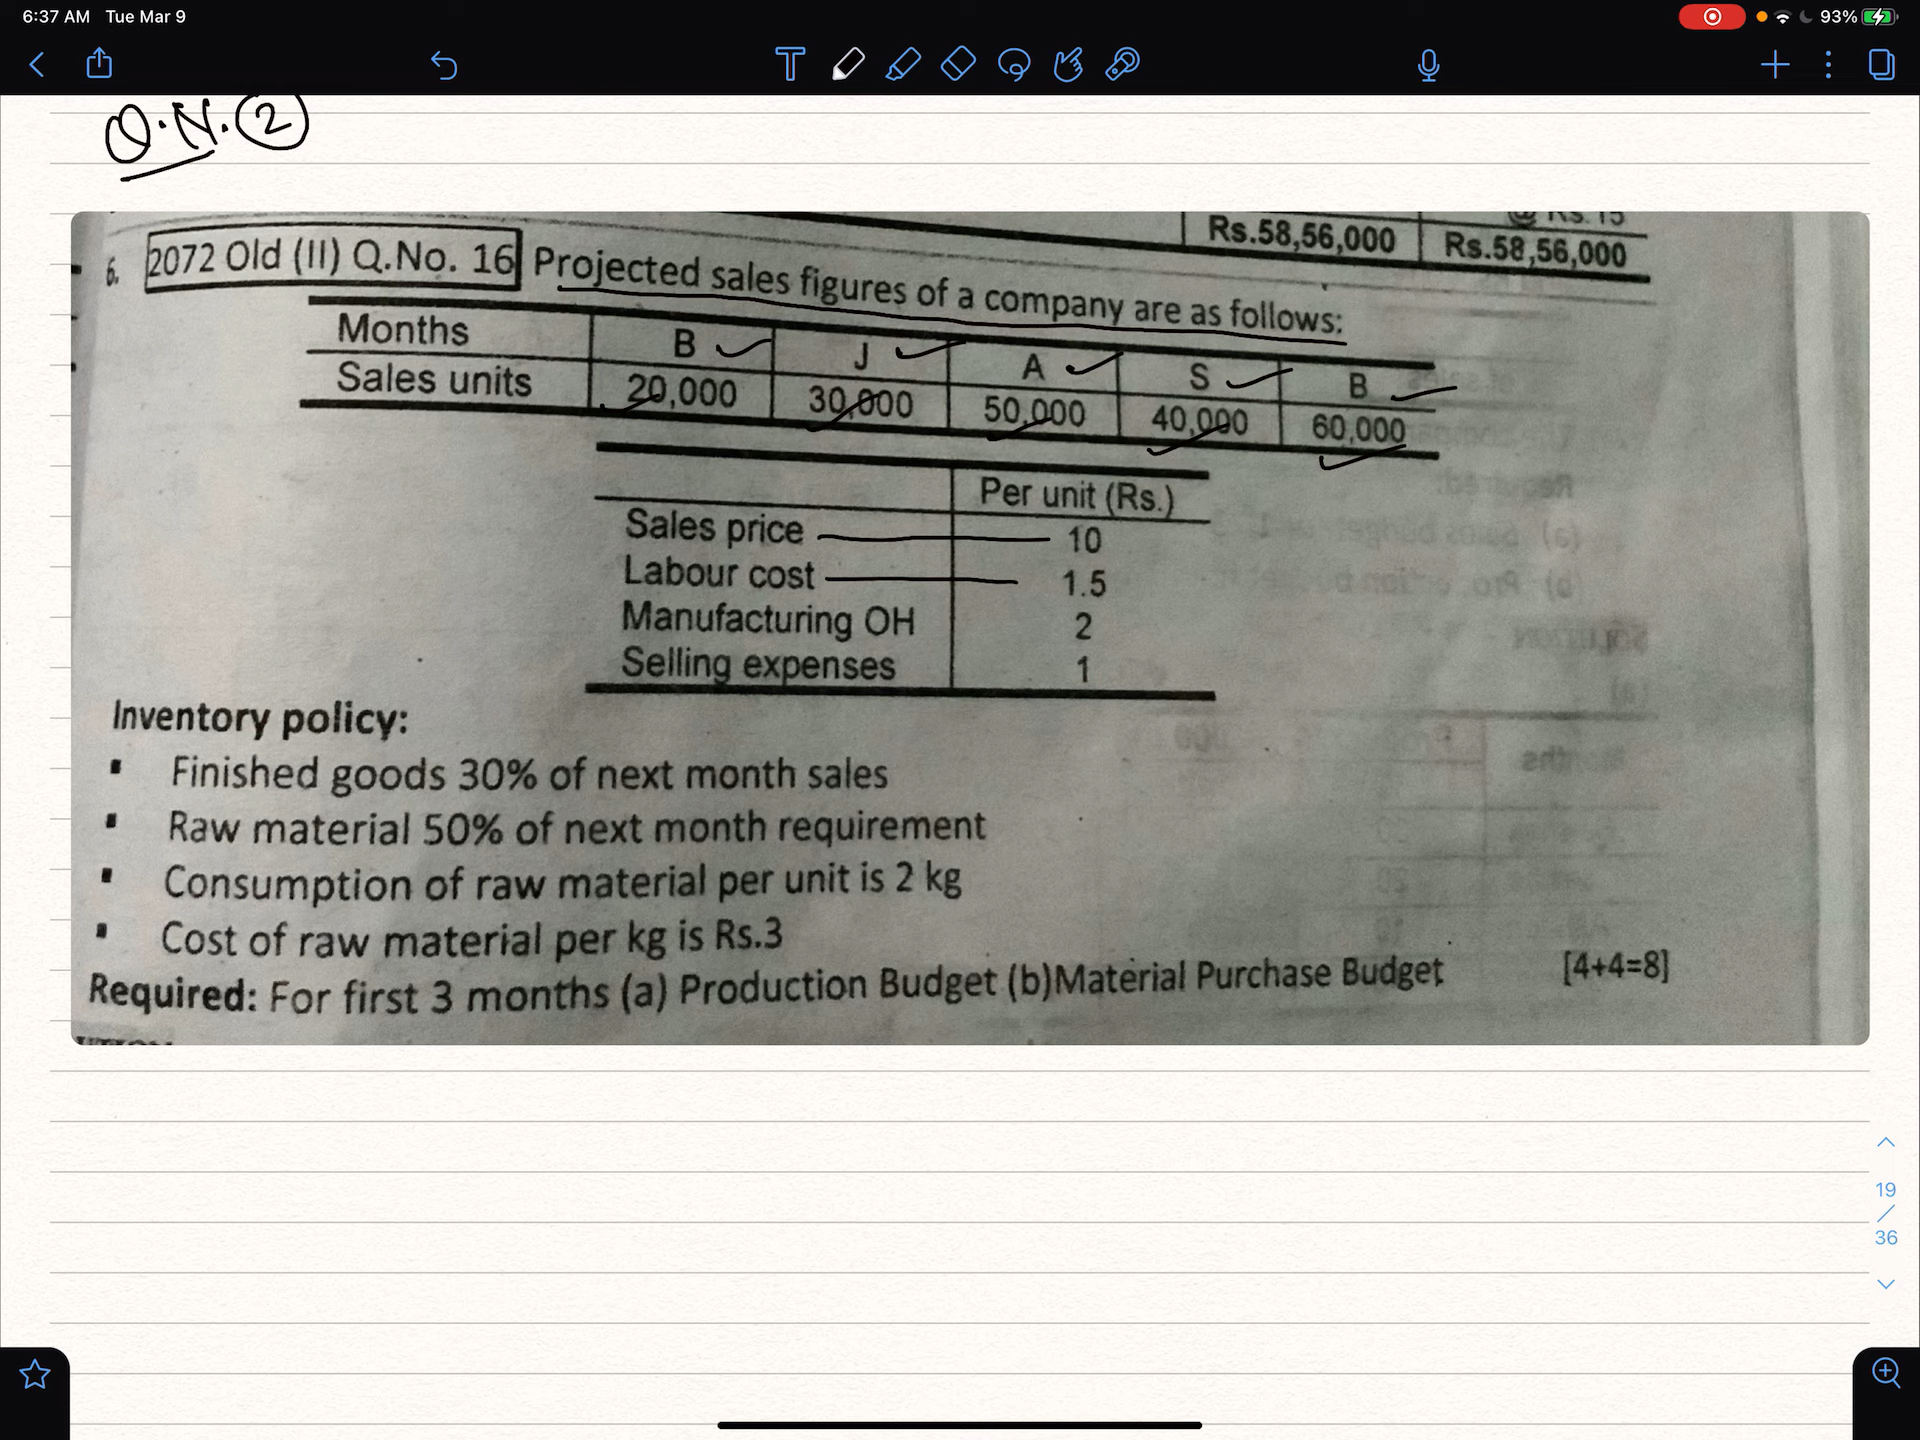 6:37 AM Tue Mar 9
93%
Q.N. 2
@ Rs. 15
Rs.58,56,000 Rs.58,56,000
6. 2072 Old (II) Q.No. 16 Projected sales figures of a company are as follows:
Months B J A S B
Sales units 20,000 30,000 50,000 40,000 60,000
Per unit (Rs.)
Sales price 10
Labour cost 1.5
Manufacturing OH 2
Selling expenses 1
Inventory policy:
▪ Finished goods 30% of next month sales
▪ Raw material 50% of next month requirement
▪ Consumption of raw material per unit is 2 kg
▪ Cost of raw material per kg is Rs.3
Required: For first 3 months (a) Production Budget (b)Material Purchase Budget [4+4=8]
19
/
36